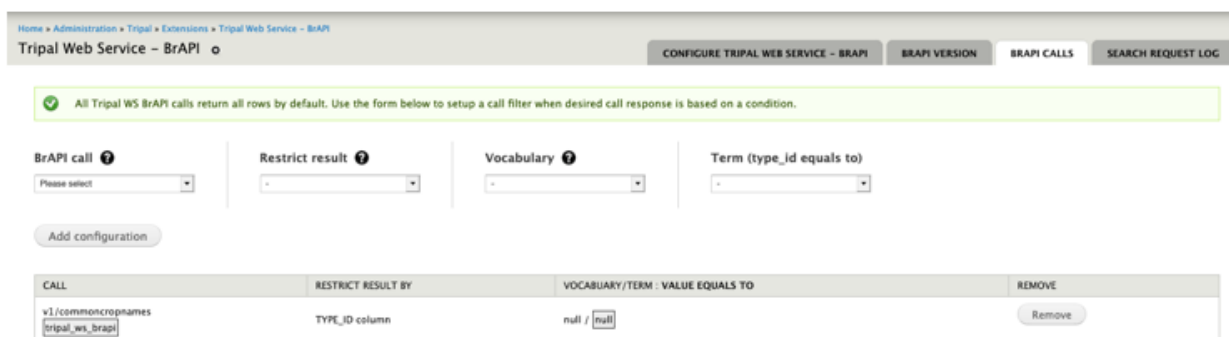 Home » Administration » Tripal » Extensions » Tripal Web Service – BrAPI
Tripal Web Service – BrAPI
CONFIGURE TRIPAL WEB SERVICE – BRAPI BRAPI VERSION BRAPI CALLS SEARCH REQUEST LOG
All Tripal WS BrAPI calls return all rows by default. Use the form below to setup a call filter when desired call response is based on a condition.
BrAPI call ? Restrict result ? Vocabulary ? Term (type_id equals to)
Please select - - -
Add configuration
CALL RESTRICT RESULT BY VOCABUARY/TERM : VALUE EQUALS TO REMOVE
v1/commoncropnames
tripal_ws_brapi TYPE_ID column null / null Remove